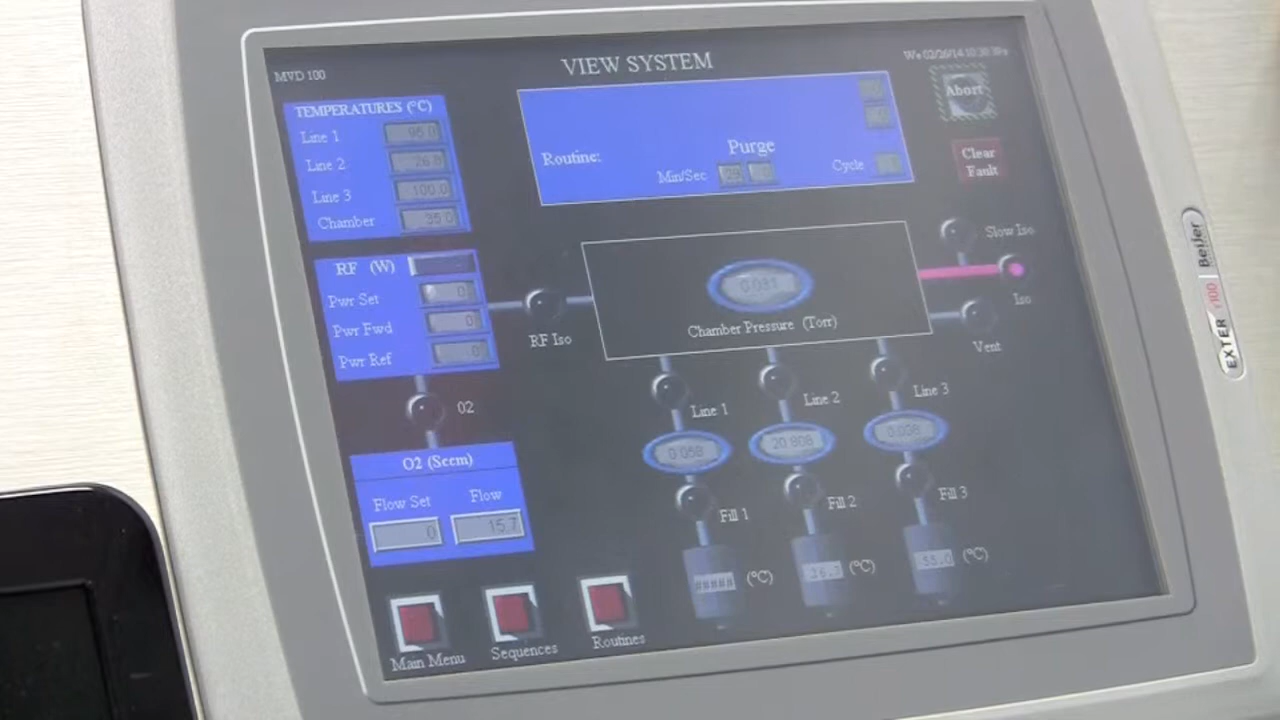 MVD 100
VIEW SYSTEM
TEMPERATURES (°C)
Line 1
Line 2 26.8
Line 3 100.0
Chamber 35.0
Routine:
Purge
Min/Sec
Cycle
Abort
Clear
Fault
RF (W)
Pwr Set 0
Pwr Fwd 0
Pwr Ref 0
RF Iso
Chamber Pressure (Torr)
Slow Iso
Iso
Vent
O2
Line 1
Line 2
Line 3
0.058
20.808
0.038
O2 (Sccm)
Flow Set
Flow
0
15.7
Fill 1
Fill 2
Fill 3
##### (°C)
(°C)
55.0 (°C)
Main Menu
Sequences
Routines
EXTER T100 Beijer